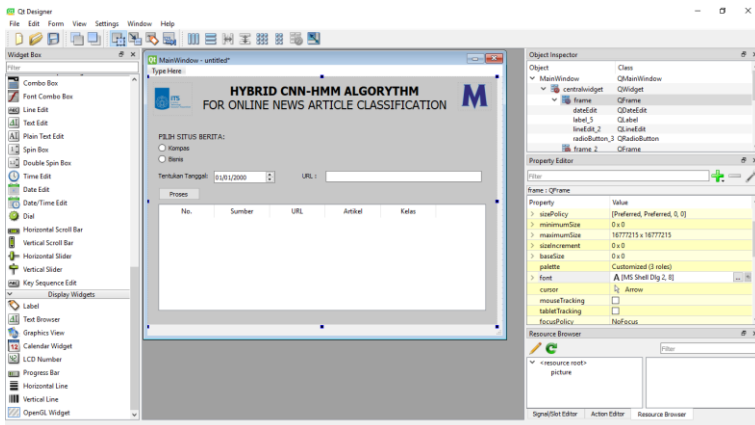 Qt Designer
File Edit Form View Settings Window Help
Widget Box
Filter
Combo Box
Font Combo Box
Line Edit
Text Edit
Plain Text Edit
Spin Box
Double Spin Box
Time Edit
Date Edit
Date/Time Edit
Dial
Horizontal Scroll Bar
Vertical Scroll Bar
Horizontal Slider
Vertical Slider
Key Sequence Edit
Display Widgets
Label
Text Browser
Graphics View
Calendar Widget
LCD Number
Progress Bar
Horizontal Line
Vertical Line
OpenGL Widget
MainWindow - untitled*
Type Here
ITS
HYBRID CNN-HMM ALGORYTHM
FOR ONLINE NEWS ARTICLE CLASSIFICATION
M
PILIH SITUS BERITA:
Kompas
Bisnis
Tentukan Tanggal: 01/01/2000 URL :
Proses
No. Sumber URL Artikel Kelas
Object Inspector
Object Class
MainWindow QMainWindow
centralwidget QWidget
frame QFrame
dateEdit QDateEdit
label_5 QLabel
lineEdit_2 QLineEdit
radioButton_3 QRadioButton
frame 2 QFrame
Property Editor
Filter
frame : QFrame
Property Value
sizePolicy [Preferred, Preferred, 0, 0]
minimumSize 0 x 0
maximumSize 16777215 x 16777215
sizeIncrement 0 x 0
baseSize 0 x 0
palette Customized (3 roles)
font A [MS Shell Dlg 2, 8]
cursor Arrow
mouseTracking
tabletTracking
focusPolicy NoFocus
Resource Browser
Filter
<resource root>
picture
Signal/Slot Editor Action Editor Resource Browser